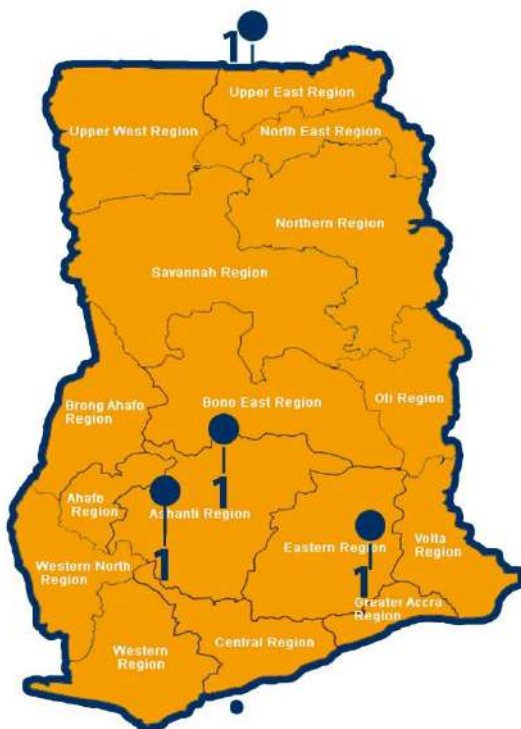 1
Upper East Region
Upper West Region
North East Region
Northern Region
Savannah Region
Brong Ahafo
Region
Bono East Region
Oti Region
1
Ahafo
Region
Ashanti Region
1
Eastern Region
1
Volta
Region
Western North
Region
Greater Accra
Region
Central Region
Western
Region